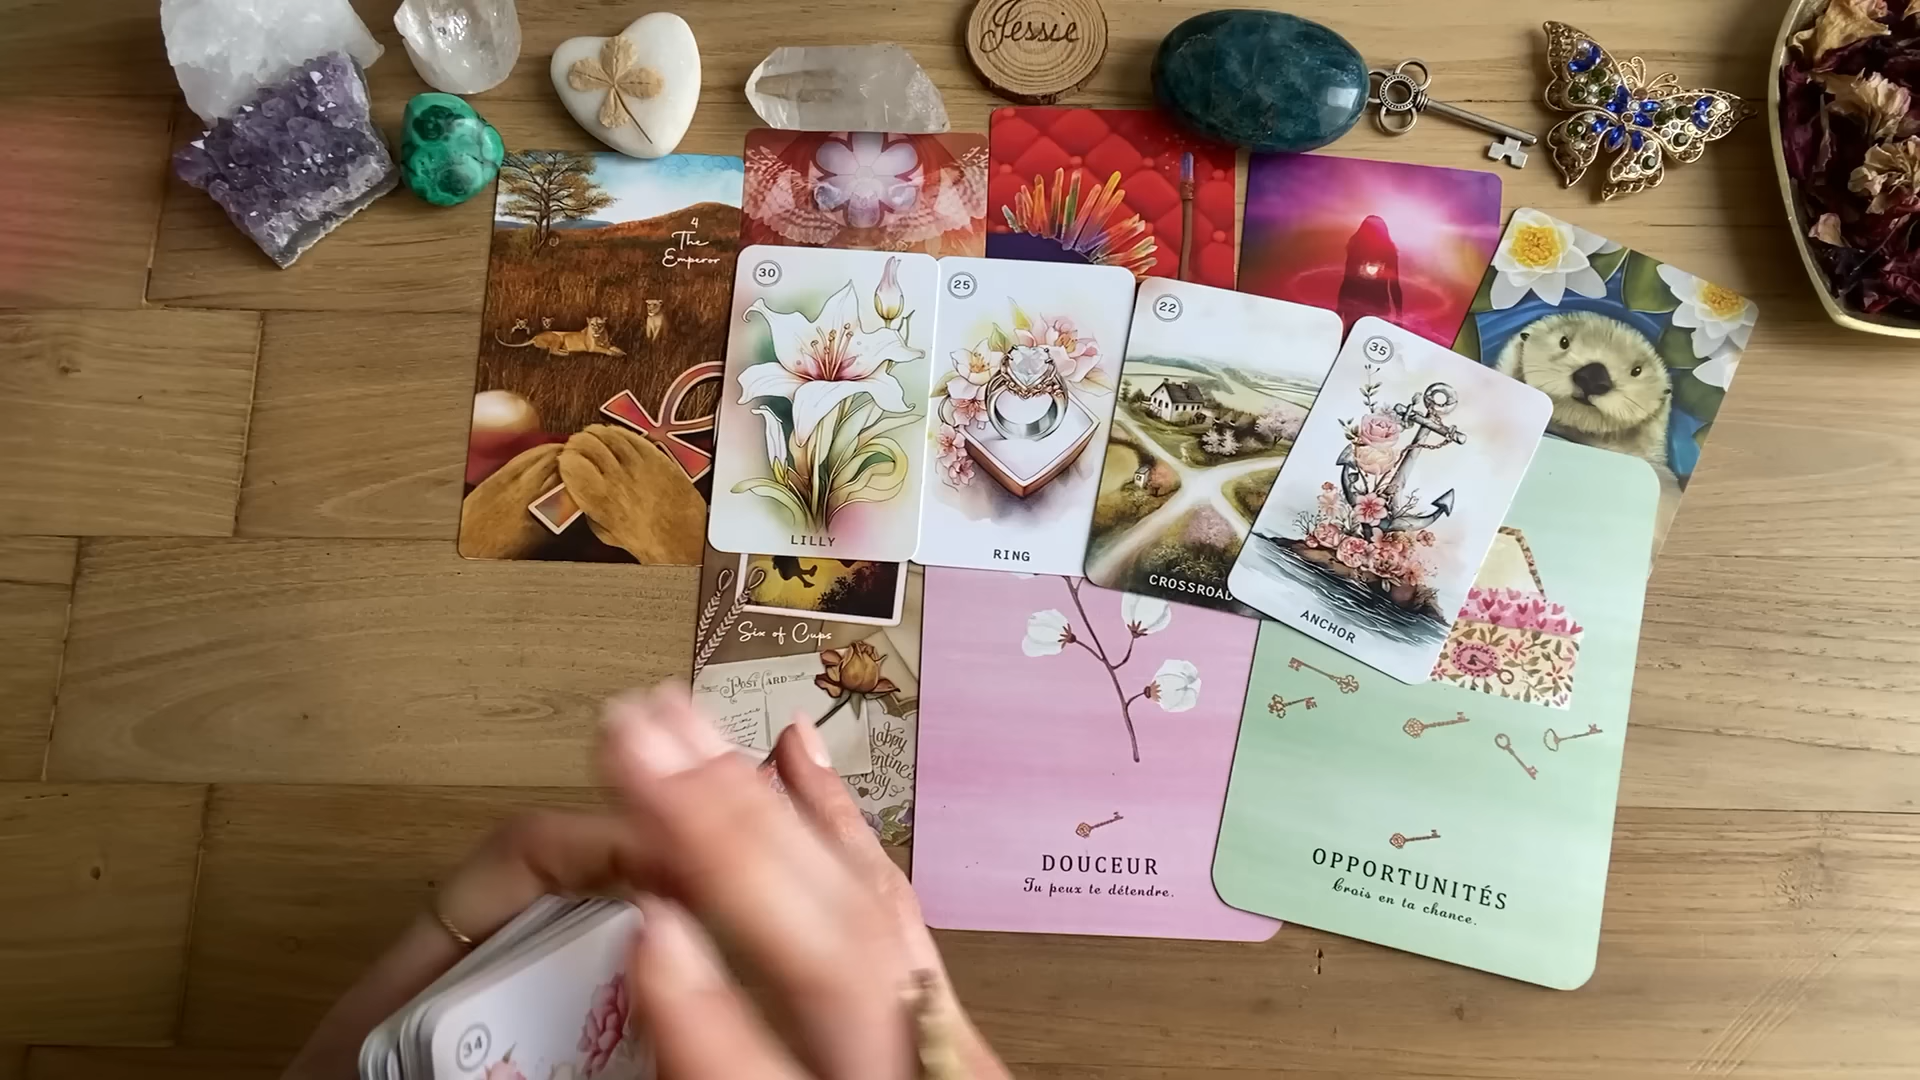 Jessie
4
The
Emperor
30
LILLY
25
RING
22
CROSSROAD
35
ANCHOR
Six of Cups
POST CARD
Happy
Valentine's
Day
DOUCEUR
Tu peux te détendre.
OPPORTUNITÉS
Crois en ta chance.
34